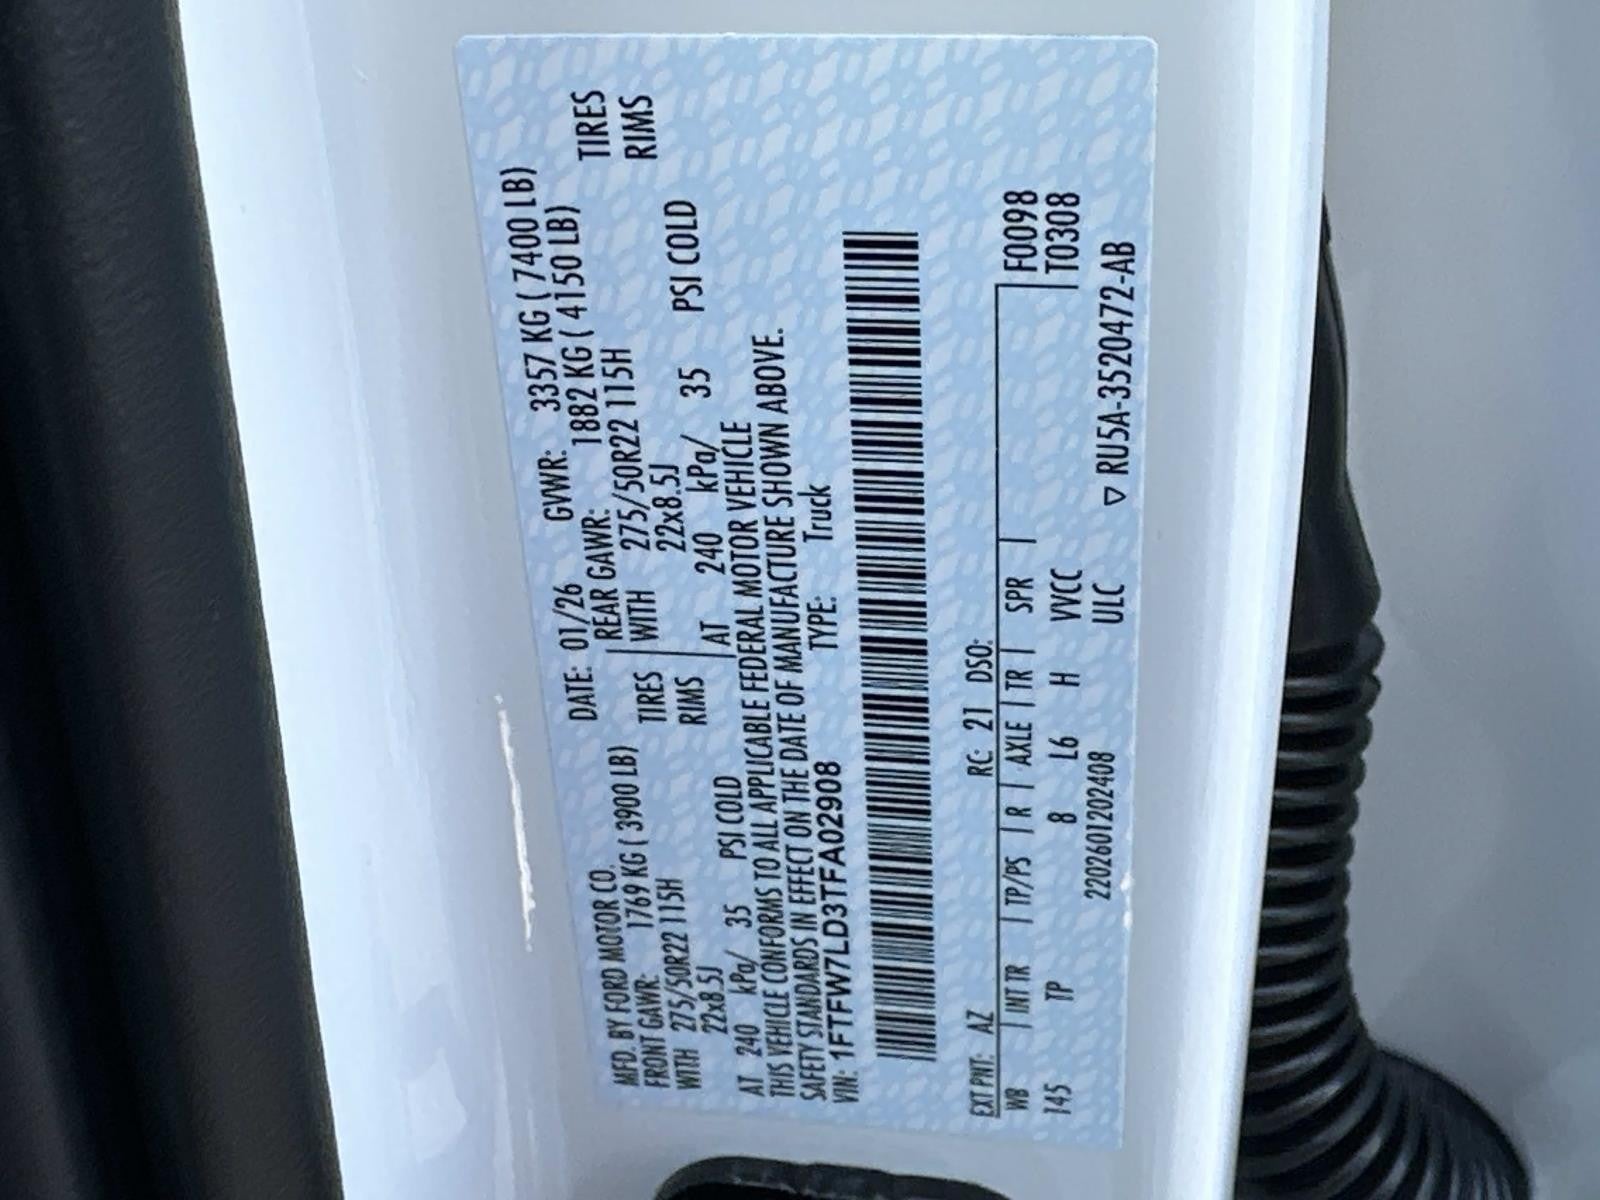 MFD. BY FORD MOTOR CO. DATE: 01/26 GVWR: 3357 KG ( 7400 LB)
FRONT GAWR: 1769 KG ( 3900 LB) REAR GAWR: 1882 KG ( 4150 LB)
WITH 275/50R22 115H TIRES WITH 275/50R22 115H TIRES
22x8.5J RIMS 22x8.5J RIMS
AT 240 kPa/ 35 PSI COLD AT 240 kPa/ 35 PSI COLD
THIS VEHICLE CONFORMS TO ALL APPLICABLE FEDERAL MOTOR VEHICLE
SAFETY STANDARDS IN EFFECT ON THE DATE OF MANUFACTURE SHOWN ABOVE.
VIN: 1FTFW7LD3TFA02908 TYPE: Truck
EXT PNT: AZ RC: 21 DSO:
WB | INT TR | TP/PS | R | AXLE | TR | SPR | F0098
145 TP 8 L6 H VVCC T0308
2202601202408 ULC ▽ RU5A-3520472-AB